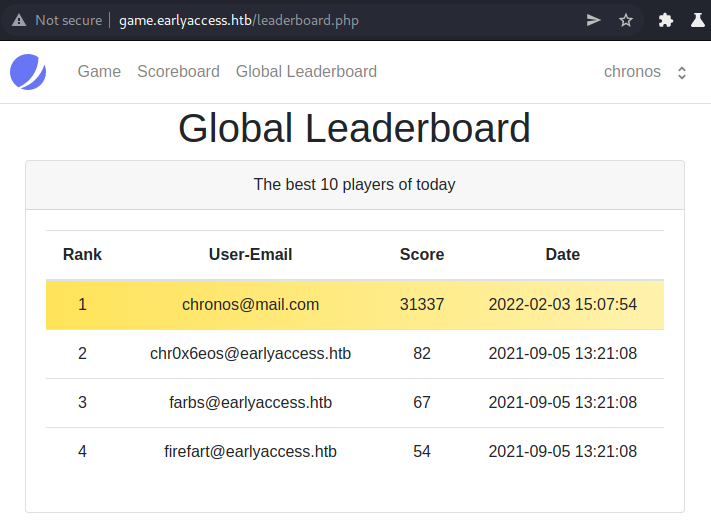 Not secure game.earlyaccess.htb/leaderboard.php
Game Scoreboard Global Leaderboard chronos
Global Leaderboard
The best 10 players of today
Rank User-Email Score Date
1 chronos@mail.com 31337 2022-02-03 15:07:54
2 chr0x6eos@earlyaccess.htb 82 2021-09-05 13:21:08
3 farbs@earlyaccess.htb 67 2021-09-05 13:21:08
4 firefart@earlyaccess.htb 54 2021-09-05 13:21:08